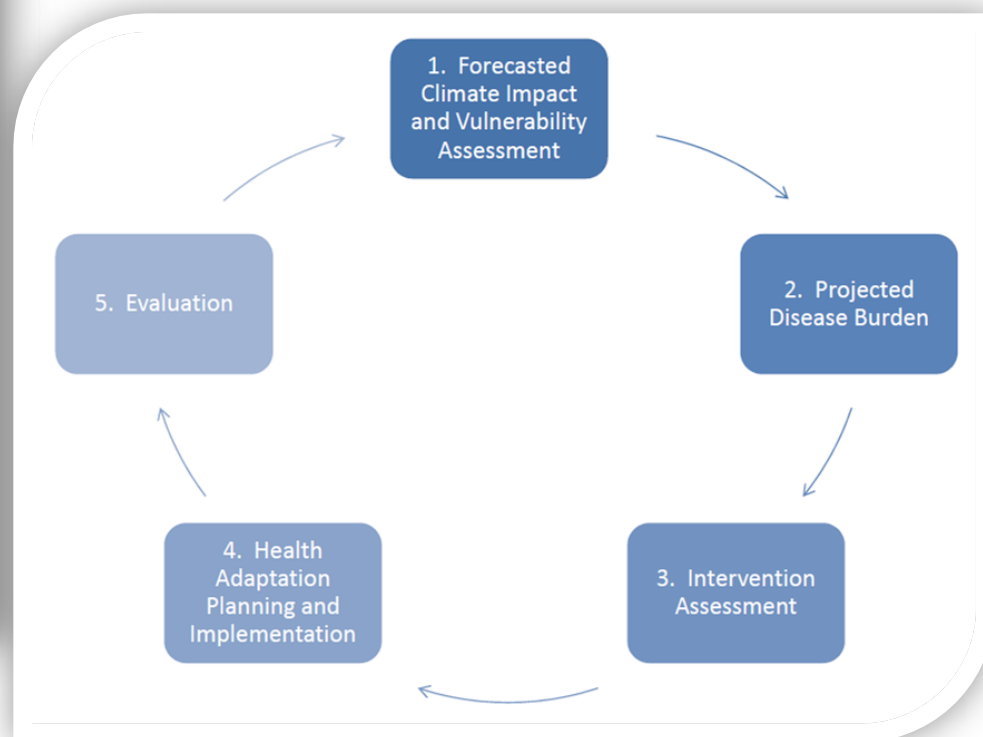 1. Forecasted
Climate Impact
and Vulnerability
Assessment
2. Projected
Disease Burden
3. Intervention
Assessment
4. Health
Adaptation
Planning and
Implementation
5. Evaluation